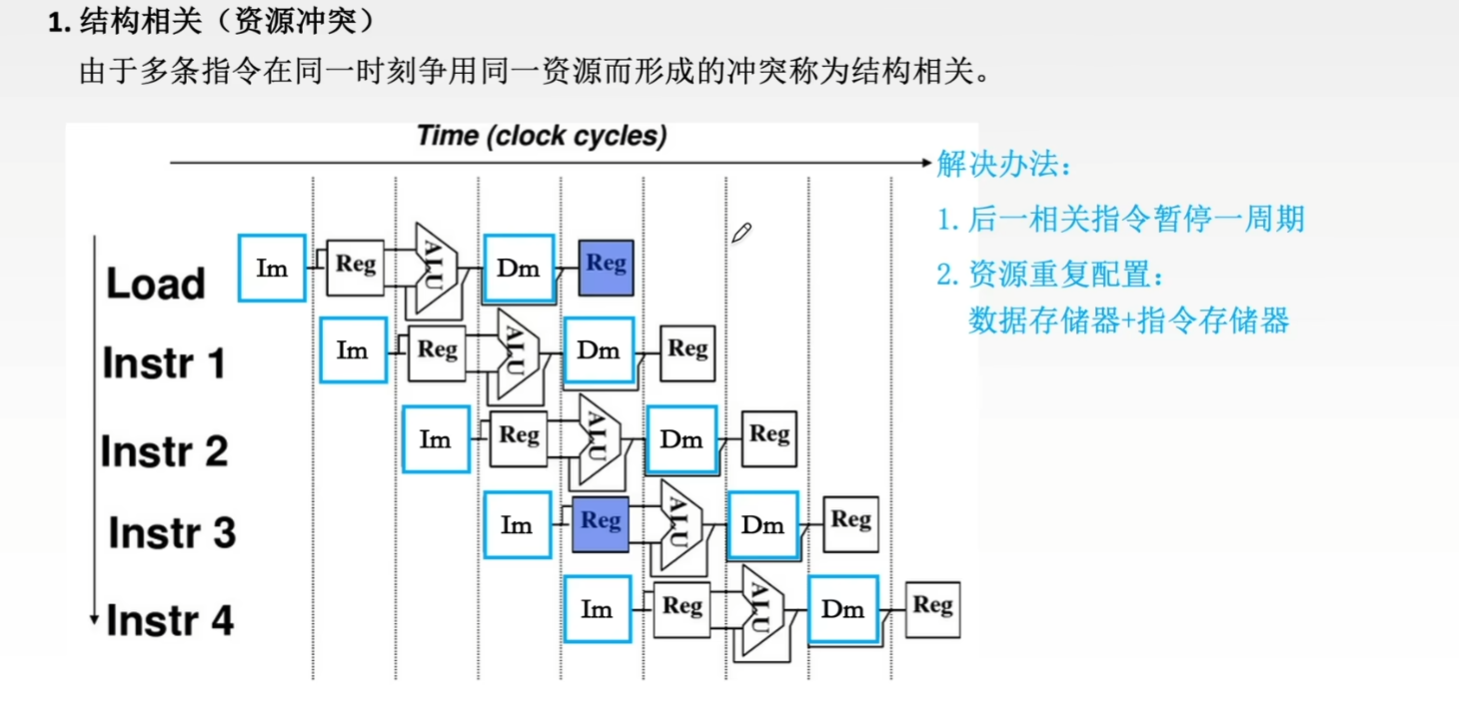 1. 结构相关（资源冲突）
由于多条指令在同一时刻争用同一资源而形成的冲突称为结构相关。
Time (clock cycles)
解决办法：
1. 后一相关指令暂停一周期
2. 资源重复配置：
数据存储器+指令存储器
Load Im Reg ALU Dm Reg
Instr 1 Im Reg ALU Dm Reg
Instr 2 Im Reg ALU Dm Reg
Instr 3 Im Reg ALU Dm Reg
Instr 4 Im Reg ALU Dm Reg